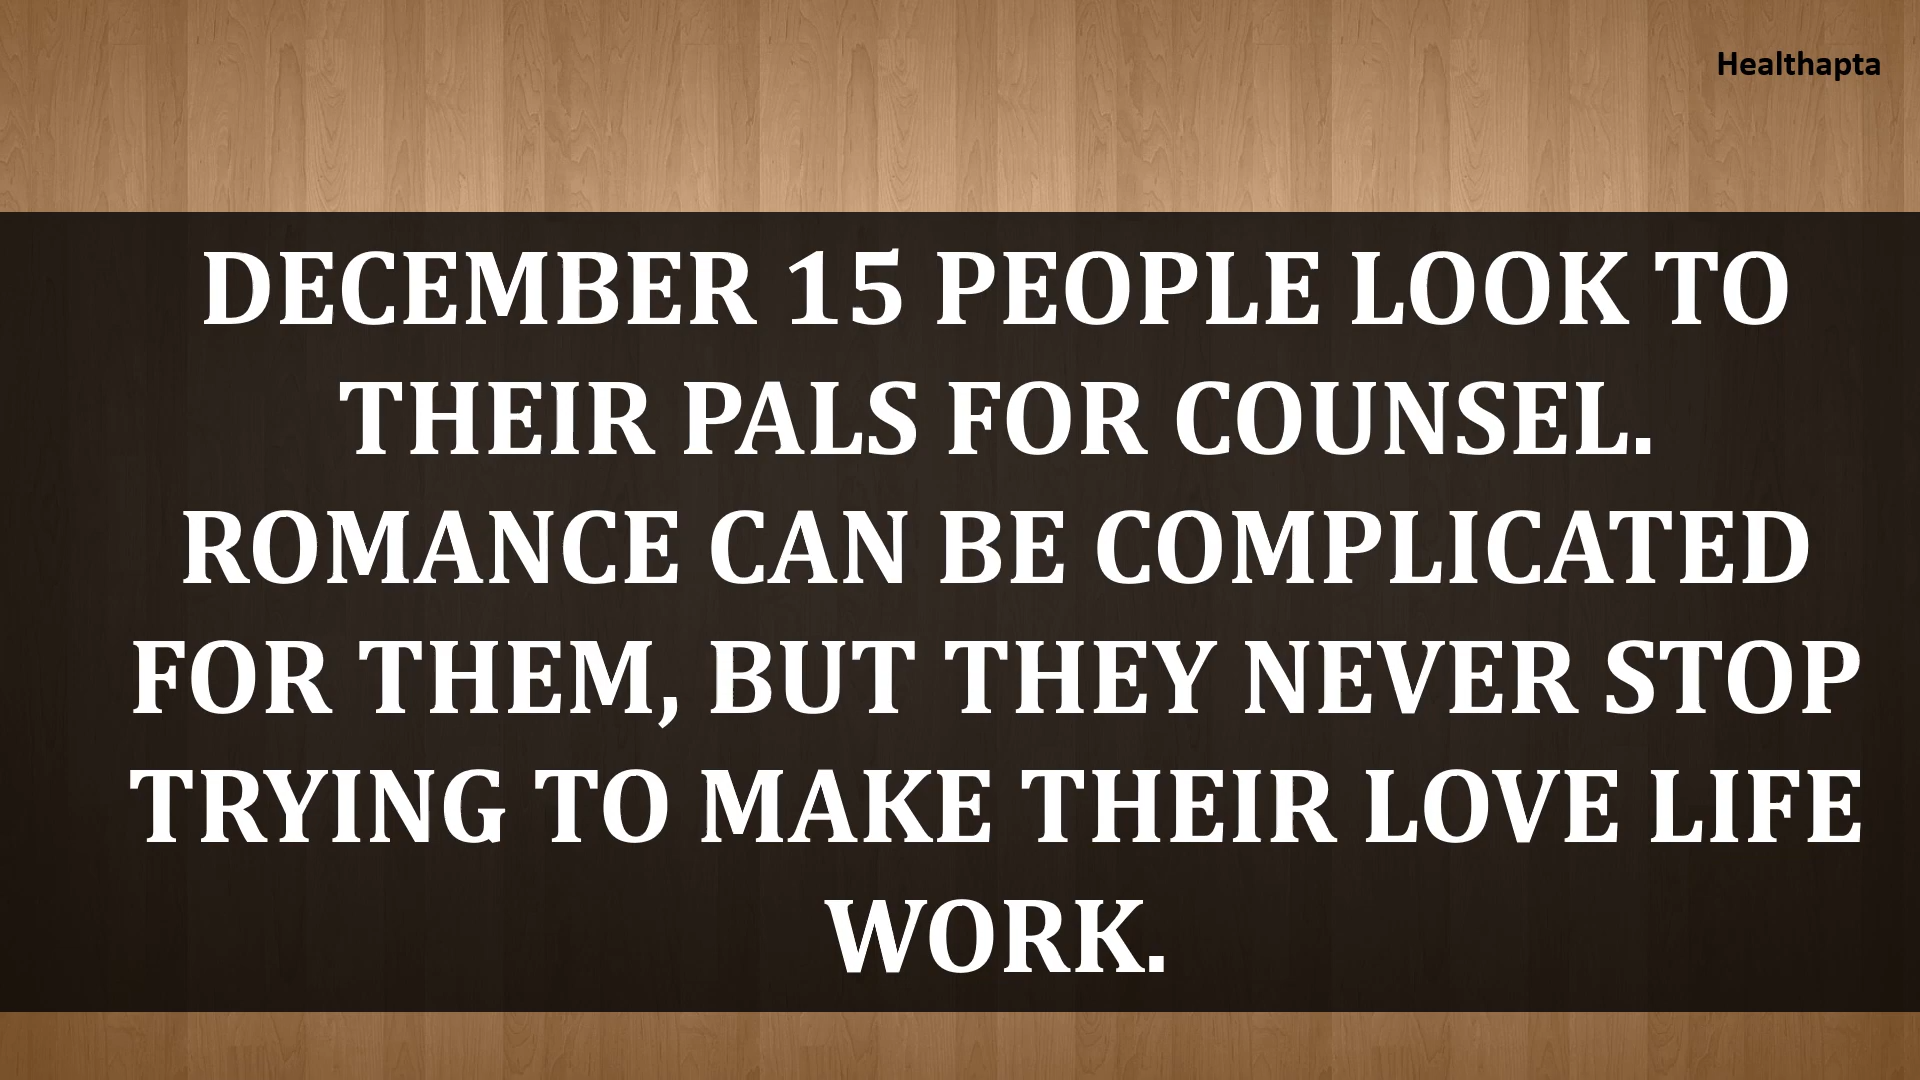 Healthapta
DECEMBER 15 PEOPLE LOOK TO
THEIR PALS FOR COUNSEL.
ROMANCE CAN BE COMPLICATED
FOR THEM, BUT THEY NEVER STOP
TRYING TO MAKE THEIR LOVE LIFE
WORK.